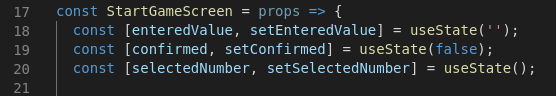 17 const StartGameScreen = props => {
18 const [enteredValue, setEnteredValue] = useState('');
19 const [confirmed, setConfirmed] = useState(false);
20 const [selectedNumber, setSelectedNumber] = useState();
21